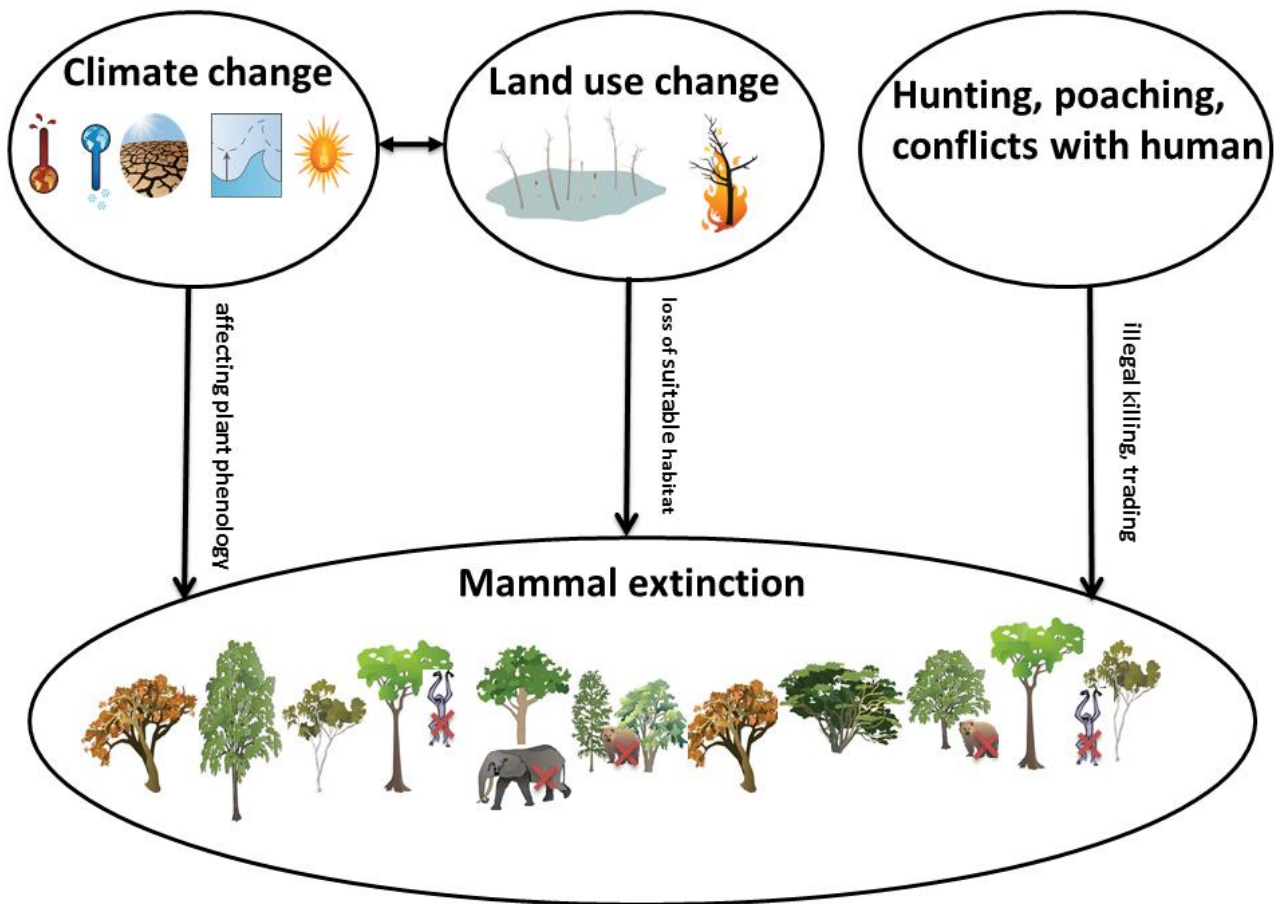 Climate change
Land use change
Hunting, poaching,
conflicts with human
affecting plant phenology
loss of suitable habitat
illegal killing, trading
Mammal extinction